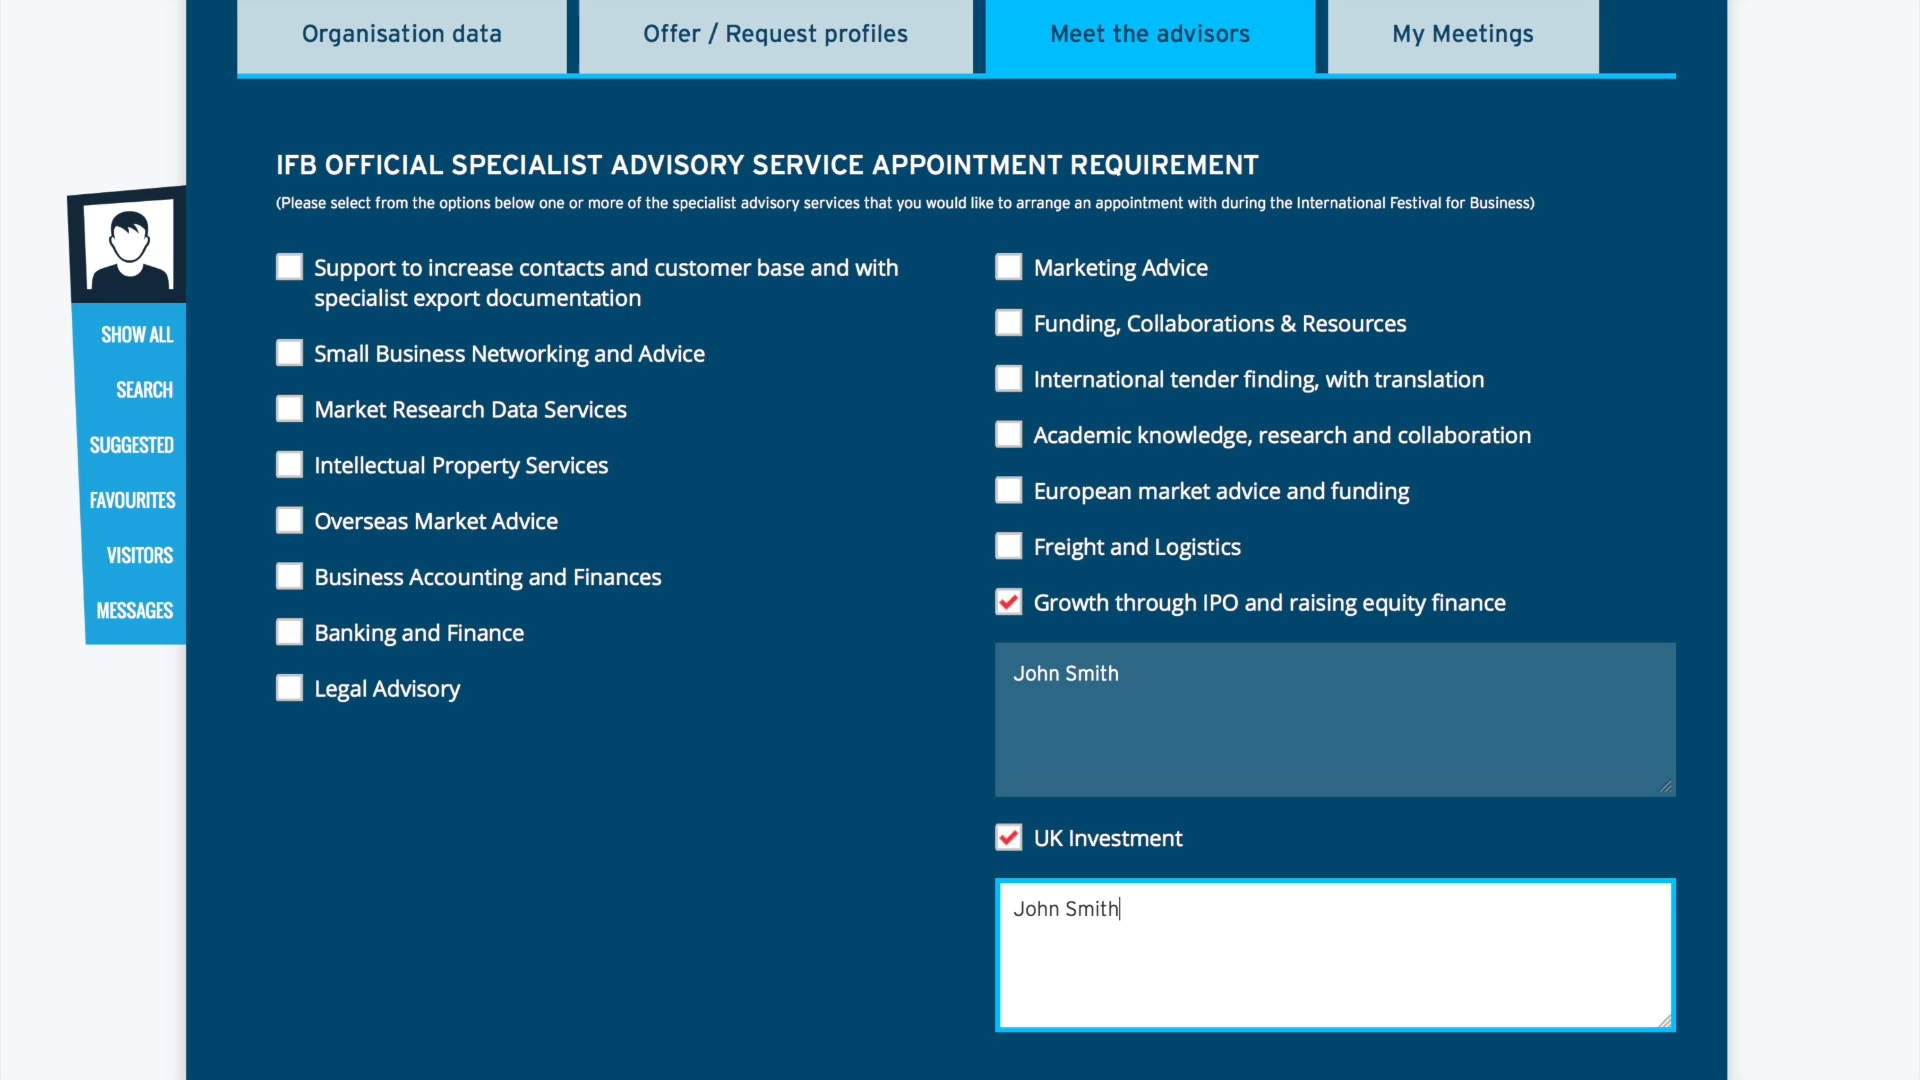 Organisation data
Offer / Request profiles
Meet the advisors
My Meetings
IFB OFFICIAL SPECIALIST ADVISORY SERVICE APPOINTMENT REQUIREMENT
(Please select from the options below one or more of the specialist advisory services that you would like to arrange an appointment with during the International Festival for Business)
SHOW ALL
SEARCH
SUGGESTED
FAVOURITES
VISITORS
MESSAGES
Support to increase contacts and customer base and with
specialist export documentation
Small Business Networking and Advice
Market Research Data Services
Intellectual Property Services
Overseas Market Advice
Business Accounting and Finances
Banking and Finance
Legal Advisory
Marketing Advice
Funding, Collaborations & Resources
International tender finding, with translation
Academic knowledge, research and collaboration
European market advice and funding
Freight and Logistics
Growth through IPO and raising equity finance
John Smith
UK Investment
John Smith